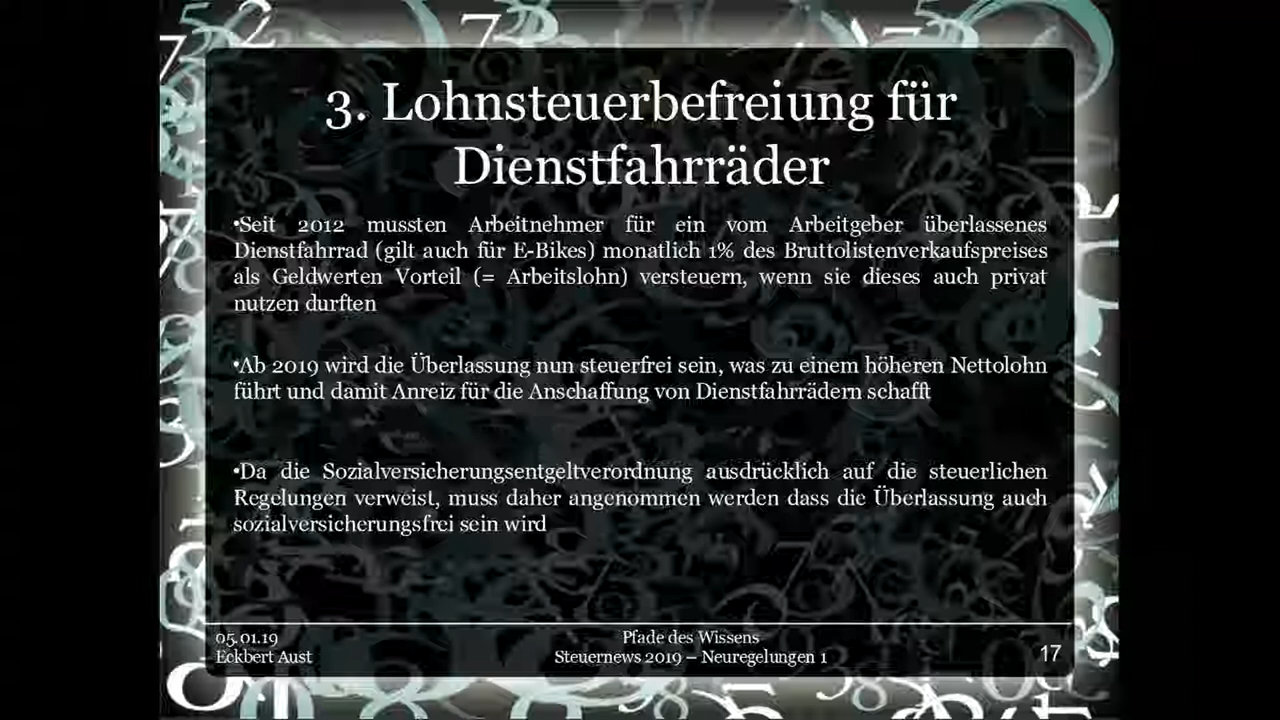 3. Lohnsteuerbefreiung für
Dienstfahrräder
•Seit 2012 mussten Arbeitnehmer für ein vom Arbeitgeber überlassenes
Dienstfahrrad (gilt auch für E-Bikes) monatlich 1% des Bruttolistenverkaufspreises
als Geldwerten Vorteil (= Arbeitslohn) versteuern, wenn sie dieses auch privat
nutzen durften
•Ab 2019 wird die Überlassung nun steuerfrei sein, was zu einem höheren Nettolohn
führt und damit Anreiz für die Anschaffung von Dienstfahrrädern schafft
•Da die Sozialversicherungsentgeltverordnung ausdrücklich auf die steuerlichen
Regelungen verweist, muss daher angenommen werden dass die Überlassung auch
sozialversicherungsfrei sein wird
05.01.19
Eckbert Aust
Pfade des Wissens
Steuernews 2019 – Neuregelungen 1
17